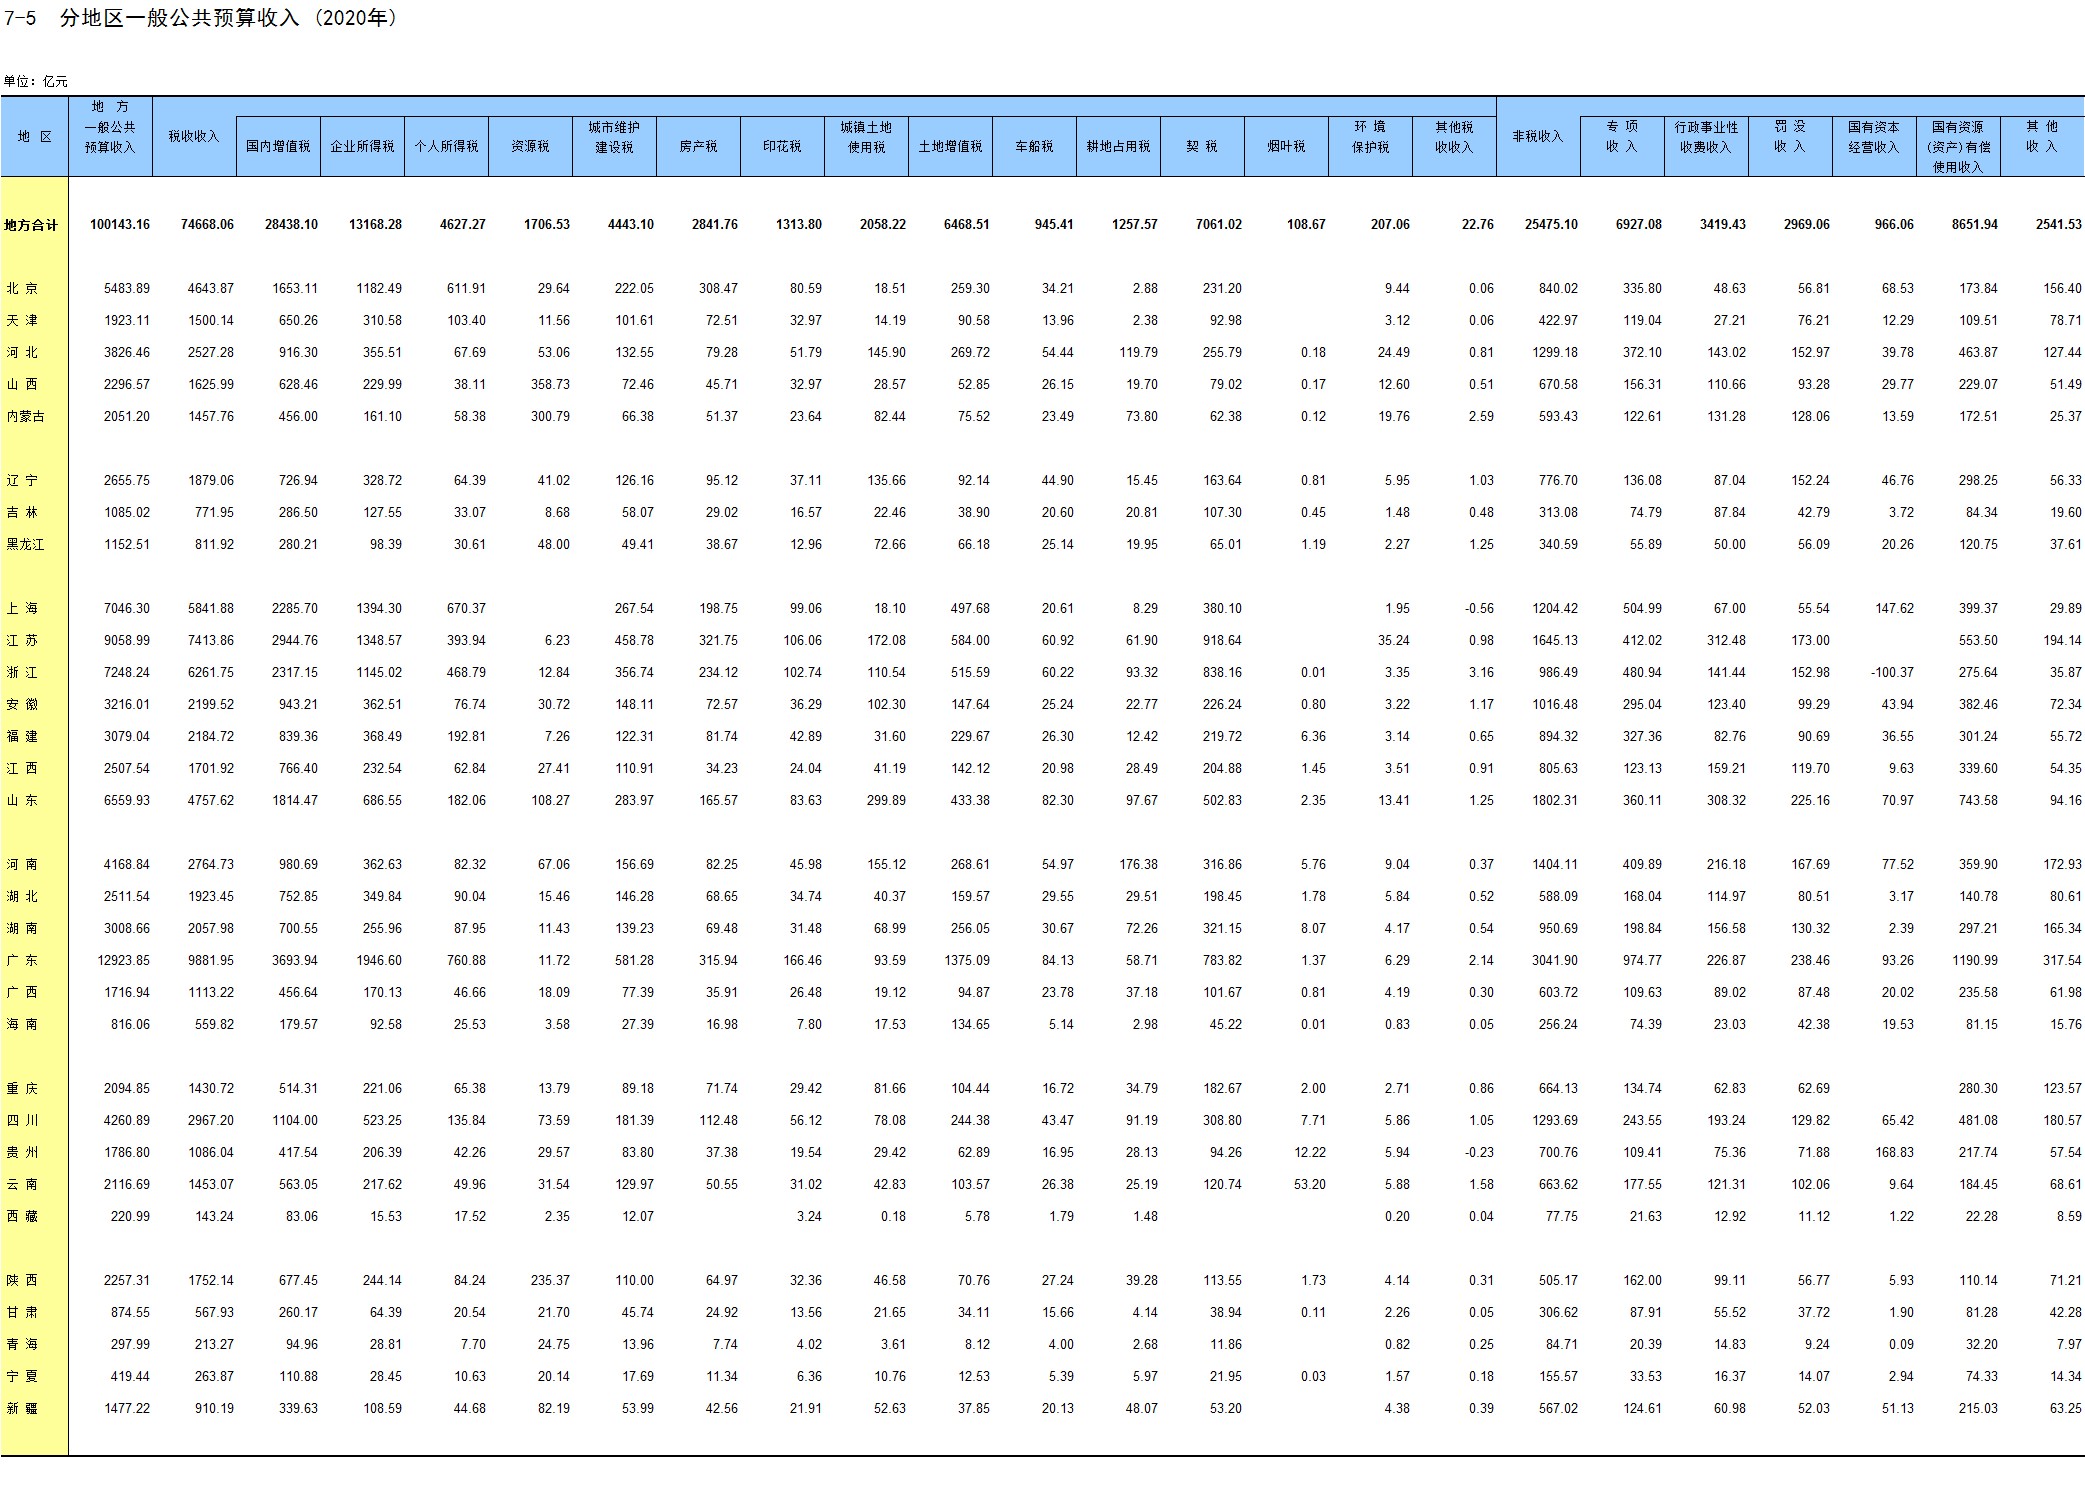 7-5 分地区一般公共预算收入 (2020年)
单位：亿元
地 区 地 方 一般公共 预算收入 税收收入 国内增值税 企业所得税 个人所得税 资源税 城市维护 建设税 房产税 印花税 城镇土地 使用税 土地增值税 车船税 耕地占用税 契 税 烟叶税 环 境 保护税 其他税 收收入 非税收入 专 项 收 入 行政事业性 收费收入 罚 没 收 入 国有资本 经营收入 国有资源 (资产)有偿 使用收入 其 他 收 入
地方合计 100143.16 74668.06 28438.10 13168.28 4627.27 1706.53 4443.10 2841.76 1313.80 2058.22 6468.51 945.41 1257.57 7061.02 108.67 207.06 22.76 25475.10 6927.08 3419.43 2969.06 966.06 8651.94 2541.53
北 京 5483.89 4643.87 1653.11 1182.49 611.91 29.64 222.05 308.47 80.59 18.51 259.30 34.21 2.88 231.20 9.44 0.06 840.02 335.80 48.63 56.81 68.53 173.84 156.40
天 津 1923.11 1500.14 650.26 310.58 103.40 11.56 101.61 72.51 32.97 14.19 90.58 13.96 2.38 92.98 3.12 0.06 422.97 119.04 27.21 76.21 12.29 109.51 78.71
河 北 3826.46 2527.28 916.30 355.51 67.69 53.06 132.55 79.28 51.79 145.90 269.72 54.44 119.79 255.79 0.18 24.49 0.81 1299.18 372.10 143.02 152.97 39.78 463.87 127.44
山 西 2296.57 1625.99 628.46 229.99 38.11 358.73 72.46 45.71 32.97 28.57 52.85 26.15 19.70 79.02 0.17 12.60 0.51 670.58 156.31 110.66 93.28 29.77 229.07 51.49
内蒙古 2051.20 1457.76 456.00 161.10 58.38 300.79 66.38 51.37 23.64 82.44 75.52 23.49 73.80 62.38 0.12 19.76 2.59 593.43 122.61 131.28 128.06 13.59 172.51 25.37
辽 宁 2655.75 1879.06 726.94 328.72 64.39 41.02 126.16 95.12 37.11 135.66 92.14 44.90 15.45 163.64 0.81 5.95 1.03 776.70 136.08 87.04 152.24 46.76 298.25 56.33
吉 林 1085.02 771.95 286.50 127.55 33.07 8.68 58.07 29.02 16.57 22.46 38.90 20.60 20.81 107.30 0.45 1.48 0.48 313.08 74.79 87.84 42.79 3.72 84.34 19.60
黑龙江 1152.51 811.92 280.21 98.39 30.61 48.00 49.41 38.67 12.96 72.66 66.18 25.14 19.95 65.01 1.19 2.27 1.25 340.59 55.89 50.00 56.09 20.26 120.75 37.61
上 海 7046.30 5841.88 2285.70 1394.30 670.37 267.54 198.75 99.06 18.10 497.68 20.61 8.29 380.10 1.95 -0.56 1204.42 504.99 67.00 55.54 147.62 399.37 29.89
江 苏 9058.99 7413.86 2944.76 1348.57 393.94 6.23 458.78 321.75 106.06 172.08 584.00 60.92 61.90 918.64 35.24 0.98 1645.13 412.02 312.48 173.00 553.50 194.14
浙 江 7248.24 6261.75 2317.15 1145.02 468.79 12.84 356.74 234.12 102.74 110.54 515.59 60.22 93.32 838.16 0.01 3.35 3.16 986.49 480.94 141.44 152.98 -100.37 275.64 35.87
安 徽 3216.01 2199.52 943.21 362.51 76.74 30.72 148.11 72.57 36.29 102.30 147.64 25.24 22.77 226.24 0.80 3.22 1.17 1016.48 295.04 123.40 99.29 43.94 382.46 72.34
福 建 3079.04 2184.72 839.36 368.49 192.81 7.26 122.31 81.74 42.89 31.60 229.67 26.30 12.42 219.72 6.36 3.14 0.65 894.32 327.36 82.76 90.69 36.55 301.24 55.72
江 西 2507.54 1701.92 766.40 232.54 62.84 27.41 110.91 34.23 24.04 41.19 142.12 20.98 28.49 204.88 1.45 3.51 0.91 805.63 123.13 159.21 119.70 9.63 339.60 54.35
山 东 6559.93 4757.62 1814.47 686.55 182.06 108.27 283.97 165.57 83.63 299.89 433.38 82.30 97.67 502.83 2.35 13.41 1.25 1802.31 360.11 308.32 225.16 70.97 743.58 94.16
河 南 4168.84 2764.73 980.69 362.63 82.32 67.06 156.69 82.25 45.98 155.12 268.61 54.97 176.38 316.86 5.76 9.04 0.37 1404.11 409.89 216.18 167.69 77.52 359.90 172.93
湖 北 2511.54 1923.45 752.85 349.84 90.04 15.46 146.28 68.65 34.74 40.37 159.57 29.55 29.51 198.45 1.78 5.84 0.52 588.09 168.04 114.97 80.51 3.17 140.78 80.61
湖 南 3008.66 2057.98 700.55 255.96 87.95 11.43 139.23 69.48 31.48 68.99 256.05 30.67 72.26 321.15 8.07 4.17 0.54 950.69 198.84 156.58 130.32 2.39 297.21 165.34
广 东 12923.85 9881.95 3693.94 1946.60 760.88 11.72 581.28 315.94 166.46 93.59 1375.09 84.13 58.71 783.82 1.37 6.29 2.14 3041.90 974.77 226.87 238.46 93.26 1190.99 317.54
广 西 1716.94 1113.22 456.64 170.13 46.66 18.09 77.39 35.91 26.48 19.12 94.87 23.78 37.18 101.67 0.81 4.19 0.30 603.72 109.63 89.02 87.48 20.02 235.58 61.98
海 南 816.06 559.82 179.57 92.58 25.53 3.58 27.39 16.98 7.80 17.53 134.65 5.14 2.98 45.22 0.01 0.83 0.05 256.24 74.39 23.03 42.38 19.53 81.15 15.76
重 庆 2094.85 1430.72 514.31 221.06 65.38 13.79 89.18 71.74 29.42 81.66 104.44 16.72 34.79 182.67 2.00 2.71 0.86 664.13 134.74 62.83 62.69 280.30 123.57
四 川 4260.89 2967.20 1104.00 523.25 135.84 73.59 181.39 112.48 56.12 78.08 244.38 43.47 91.19 308.80 7.71 5.86 1.05 1293.69 243.55 193.24 129.82 65.42 481.08 180.57
贵 州 1786.80 1086.04 417.54 206.39 42.26 29.57 83.80 37.38 19.54 29.42 62.89 16.95 28.13 94.26 12.22 5.94 -0.23 700.76 109.41 75.36 71.88 168.83 217.74 57.54
云 南 2116.69 1453.07 563.05 217.62 49.96 31.54 129.97 50.55 31.02 42.83 103.57 26.38 25.19 120.74 53.20 5.88 1.58 663.62 177.55 121.31 102.06 9.64 184.45 68.61
西 藏 220.99 143.24 83.06 15.53 17.52 2.35 12.07 3.24 0.18 5.78 1.79 1.48 0.20 0.04 77.75 21.63 12.92 11.12 1.22 22.28 8.59
陕 西 2257.31 1752.14 677.45 244.14 84.24 235.37 110.00 64.97 32.36 46.58 70.76 27.24 39.28 113.55 1.73 4.14 0.31 505.17 162.00 99.11 56.77 5.93 110.14 71.21
甘 肃 874.55 567.93 260.17 64.39 20.54 21.70 45.74 24.92 13.56 21.65 34.11 15.66 4.14 38.94 0.11 2.26 0.05 306.62 87.91 55.52 37.72 1.90 81.28 42.28
青 海 297.99 213.27 94.96 28.81 7.70 24.75 13.96 7.74 4.02 3.61 8.12 4.00 2.68 11.86 0.82 0.25 84.71 20.39 14.83 9.24 0.09 32.20 7.97
宁 夏 419.44 263.87 110.88 28.45 10.63 20.14 17.69 11.34 6.36 10.76 12.53 5.39 5.97 21.95 0.03 1.57 0.18 155.57 33.53 16.37 14.07 2.94 74.33 14.34
新 疆 1477.22 910.19 339.63 108.59 44.68 82.19 53.99 42.56 21.91 52.63 37.85 20.13 48.07 53.20 4.38 0.39 567.02 124.61 60.98 52.03 51.13 215.03 63.25